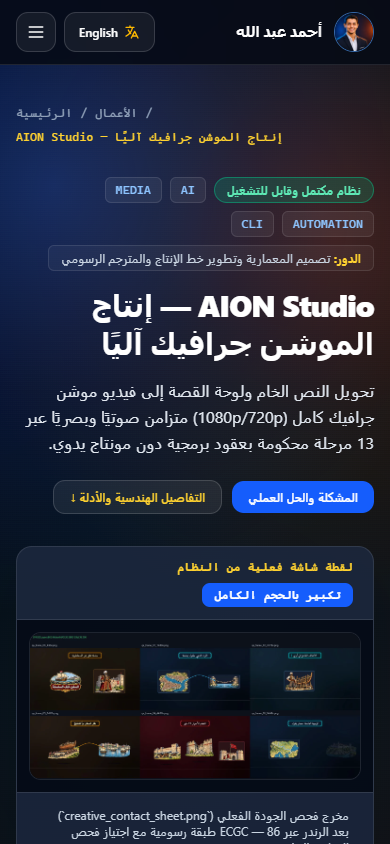 أحمد عبد الله
English
الرئيسية / الأعمال /
AION Studio — إنتاج الموشن جرافيك آليًا
نظام مكتمل وقابل للتشغيل
AI
MEDIA
AUTOMATION
CLI
الدور: تصميم المعمارية وتطوير خط الإنتاج والمترجم الرسومي
AION Studio — إنتاج
الموشن جرافيك آليًا
تحويل النص الخام ولوحة القصة إلى فيديو موشن
جرافيك كامل (1080p/720p) متزامن صوتيًا وبصريًا عبر
13 مرحلة محكومة بعقود برمجية دون مونتاج يدوي.
المشكلة والحل العملي
التفاصيل الهندسية والأدلة ↓
لقطة شاشة فعلية من النظام
تكبير بالحجم الكامل
مخرج فحص الجودة الفعلي (`creative_contact_sheet.png`)
بعد الرندر عبر 86 — ECGC طبقة رسومية مع اجتياز فحص